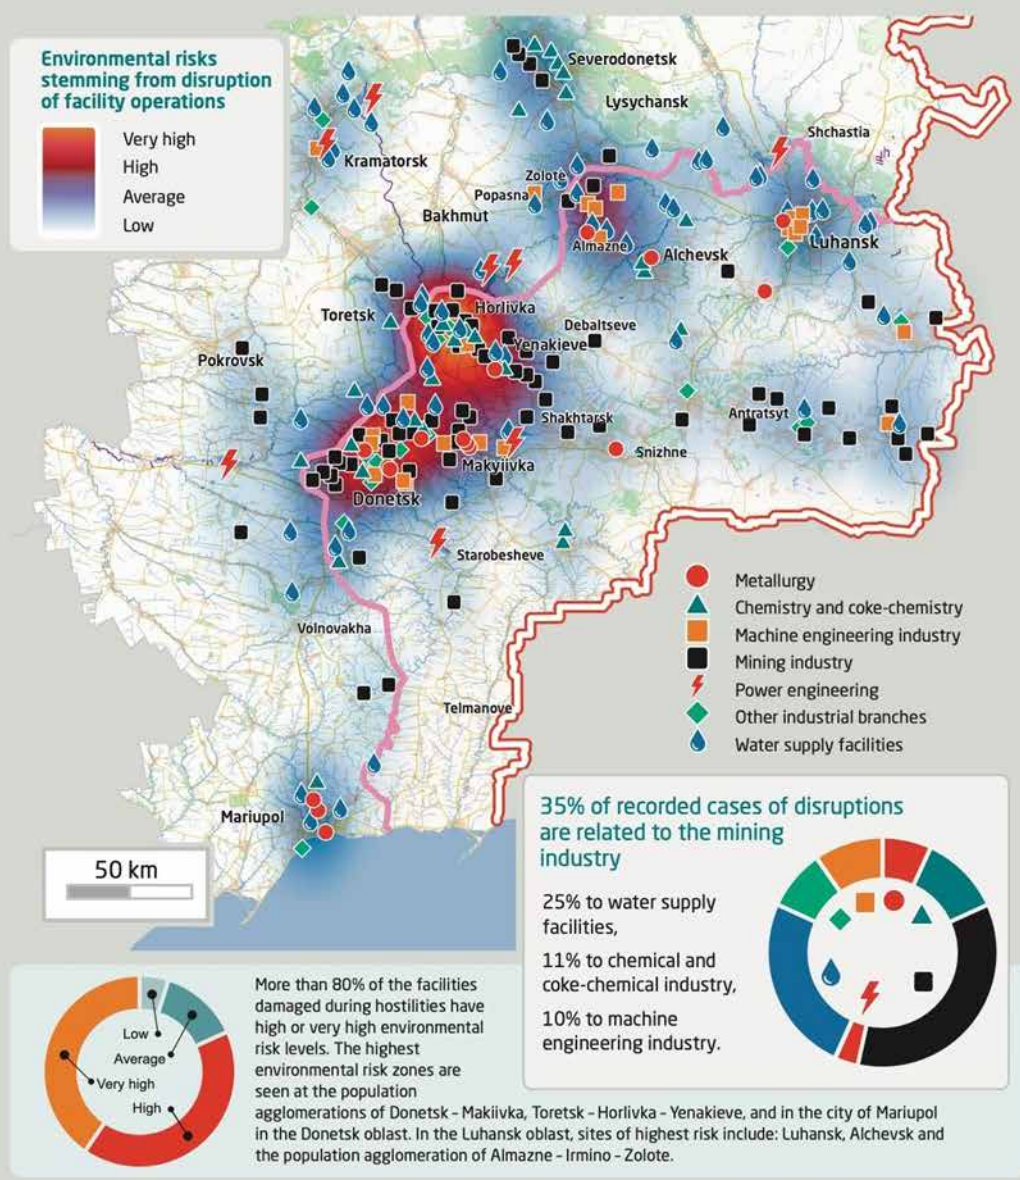 Environmental risks
stemming from disruption
of facility operations
Very high
High
Average
Low
Severodonetsk
Lysychansk
Shchastia
Kramatorsk
Zolote
Popasna
Bakhmut
Almazne
Alchevsk
Luhansk
Toretsk
Horlivka
Debaltseve
Yenakieve
Pokrovsk
Shakhtarsk
Antratsyt
Snizhne
Makyivka
Donetsk
Starobesheve
Volnovakha
Telmanove
Mariupol
Metallurgy
Chemistry and coke-chemistry
Machine engineering industry
Mining industry
Power engineering
Other industrial branches
Water supply facilities
50 km
35% of recorded cases of disruptions
are related to the mining
industry
25% to water supply
facilities,
11% to chemical and
coke-chemical industry,
10% to machine
engineering industry.
Low
Average
Very high
High
More than 80% of the facilities
damaged during hostilities have
high or very high environmental
risk levels. The highest
environmental risk zones are
seen at the population
agglomerations of Donetsk – Makiivka, Toretsk – Horlivka – Yenakieve, and in the city of Mariupol
in the Donetsk oblast. In the Luhansk oblast, sites of highest risk include: Luhansk, Alchevsk and
the population agglomeration of Almazne – Irmino – Zolote.